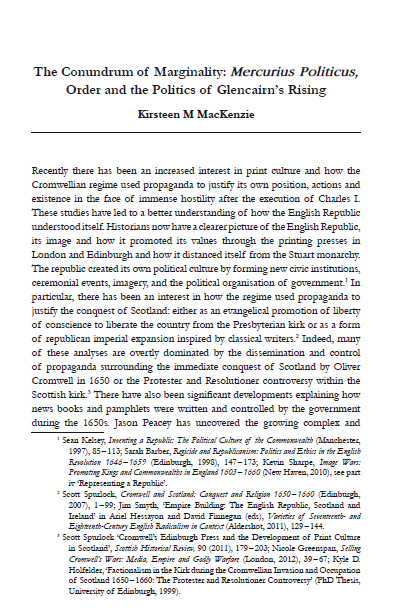 The Conundrum of Marginality: Mercurius Politicus,
Order and the Politics of Glencairn's Rising
Kirsteen M MacKenzie
Recently there has been an increased interest in print culture and how the
Cromwellian regime used propaganda to justify its own position, actions and
existence in the face of immense hostility after the execution of Charles I.
These studies have led to a better understanding of how the English Republic
understood itself. Historians now have a clearer picture of the English Republic,
its image and how it promoted its values through the printing presses in
London and Edinburgh and how it distanced itself from the Stuart monarchy.
The republic created its own political culture by forming new civic institutions,
ceremonial events, imagery, and the political organisation of government.1 In
particular, there has been an interest in how the regime used propaganda to
justify the conquest of Scotland: either as an evangelical promotion of liberty
of conscience to liberate the country from the Presbyterian kirk or as a form
of republican imperial expansion inspired by classical writers.2 Indeed, many
of these analyses are overtly dominated by the dissemination and control
of propaganda surrounding the immediate conquest of Scotland by Oliver
Cromwell in 1650 or the Protester and Resolutioner controversy within the
Scottish kirk.3 There have also been significant developments explaining how
news books and pamphlets were written and controlled by the government
during the 1650s. Jason Peacey has uncovered the growing complex and
1 Sean Kelsey, Inventing a Republic: The Political Culture of the Commonwealth (Manchester,
1997), 85–113; Sarah Barber, Regicide and Republicanism: Politics and Ethics in the English
Revolution 1646–1659 (Edinburgh, 1998), 147–173; Kevin Sharpe, Image Wars:
Promoting Kings and Commonwealths in England 1603–1660 (New Haven, 2010), see part
iv 'Representing a Republic'.
2 Scott Spurlock, Cromwell and Scotland: Conquest and Religion 1650–1660 (Edinburgh,
2007), 1–99; Jim Smyth, 'Empire Building: The English Republic, Scotland and
Ireland' in Ariel Hessayon and David Finnegan (eds), Varieties of Seventeenth- and
Eighteenth-Century English Radicalism in Context (Aldershot, 2011), 129–144.
3 Scott Spurlock 'Cromwell's Edinburgh Press and the Development of Print Culture
in Scotland', Scottish Historical Review, 90 (2011), 179–203; Nicole Greenspan, Selling
Cromwell's Wars: Media, Empire and Godly Warfare (London, 2012), 39–67; Kyle D.
Holfelder, 'Factionalism in the Kirk during the Cromwellian Invasion and Occupation
of Scotland 1650–1660: The Protester and Resolutioner Controversy' (PhD Thesis,
University of Edinburgh, 1999).